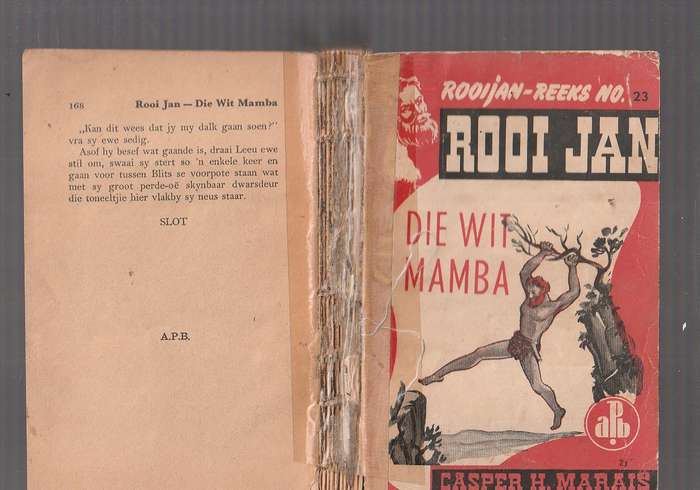 168 Rooi Jan — Die Wit Mamba
„Kan dit wees dat jy my dalk gaan soen?"
vra sy ewe sedig.
Asof hy besef wat gaande is, draai Leeu ewe
stil om, swaai sy stert so 'n enkele keer en
gaan voor tussen Blits se voorpote staan wat
met sy groot perde-oë skynbaar dwarsdeur
die toneeltjie hier vlakby sy neus staar.
SLOT
A.P.B.
ROOIJAN-REEKS NO. 23
ROOI JAN
DIE WIT
MAMBA
aPb
CASPER H. MARAIS